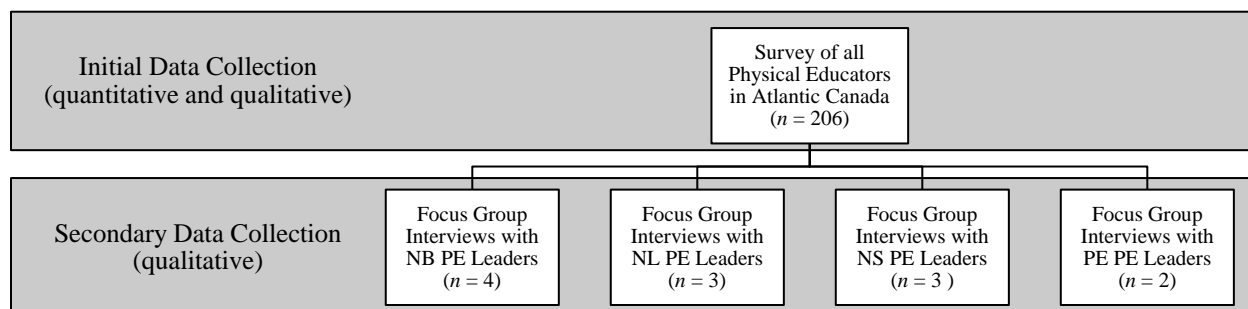 Initial Data Collection
(quantitative and qualitative)
Survey of all
Physical Educators
in Atlantic Canada
(n = 206)
Secondary Data Collection
(qualitative)
Focus Group
Interviews with
NB PE Leaders
(n = 4)
Focus Group
Interviews with
NL PE Leaders
(n = 3)
Focus Group
Interviews with
NS PE Leaders
(n = 3 )
Focus Group
Interviews with
PE PE Leaders
(n = 2)